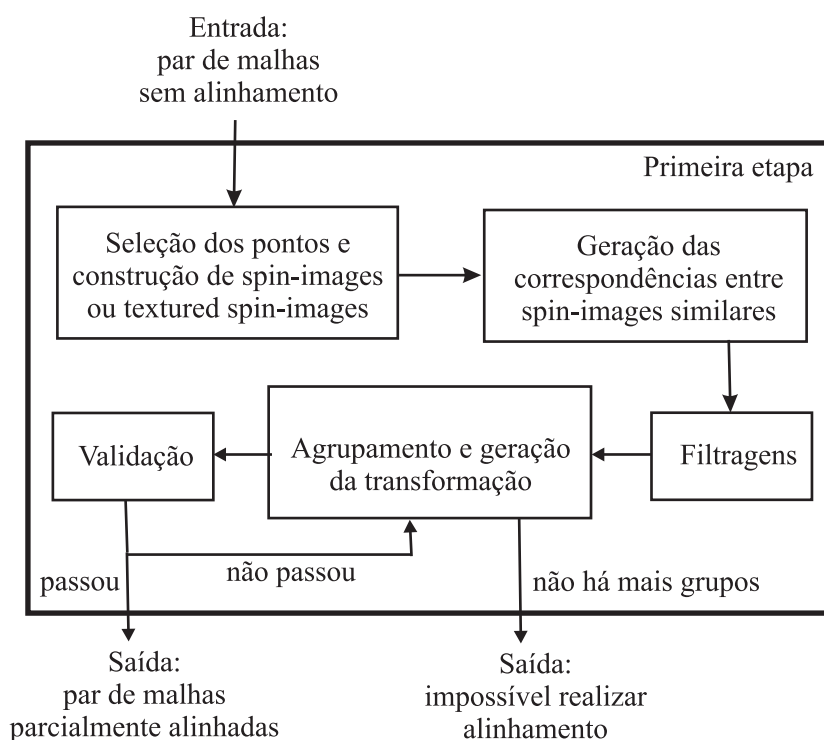 Entrada:
par de malhas
sem alinhamento
Primeira etapa
Seleção dos pontos e
construção de spin-images
ou textured spin-images
Geração das
correspondências entre
spin-images similares
Filtragens
Agrupamento e geração
da transformação
Validação
passou
não passou
não há mais grupos
Saída:
par de malhas
parcialmente alinhadas
Saída:
impossível realizar
alinhamento